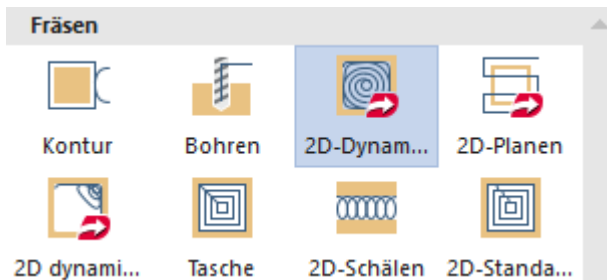 Fräsen
Kontur
Bohren
2D-Dynam...
2D-Planen
2D dynami...
Tasche
2D-Schälen
2D-Standa...